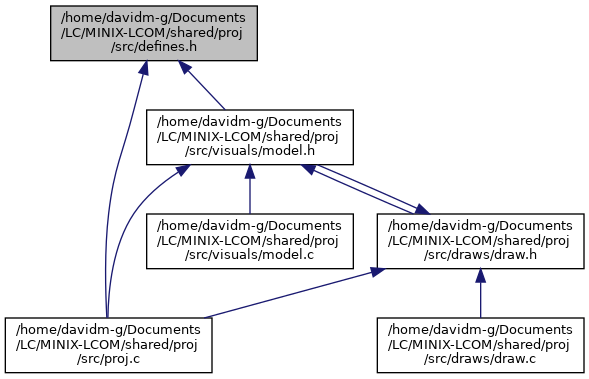 /home/davidm-g/Documents
/LC/MINIX-LCOM/shared/proj
/src/defines.h
/home/davidm-g/Documents
/LC/MINIX-LCOM/shared/proj
/src/visuals/model.h
/home/davidm-g/Documents
/LC/MINIX-LCOM/shared/proj
/src/visuals/model.c
/home/davidm-g/Documents
/LC/MINIX-LCOM/shared/proj
/src/draws/draw.h
/home/davidm-g/Documents
/LC/MINIX-LCOM/shared/proj
/src/proj.c
/home/davidm-g/Documents
/LC/MINIX-LCOM/shared/proj
/src/draws/draw.c